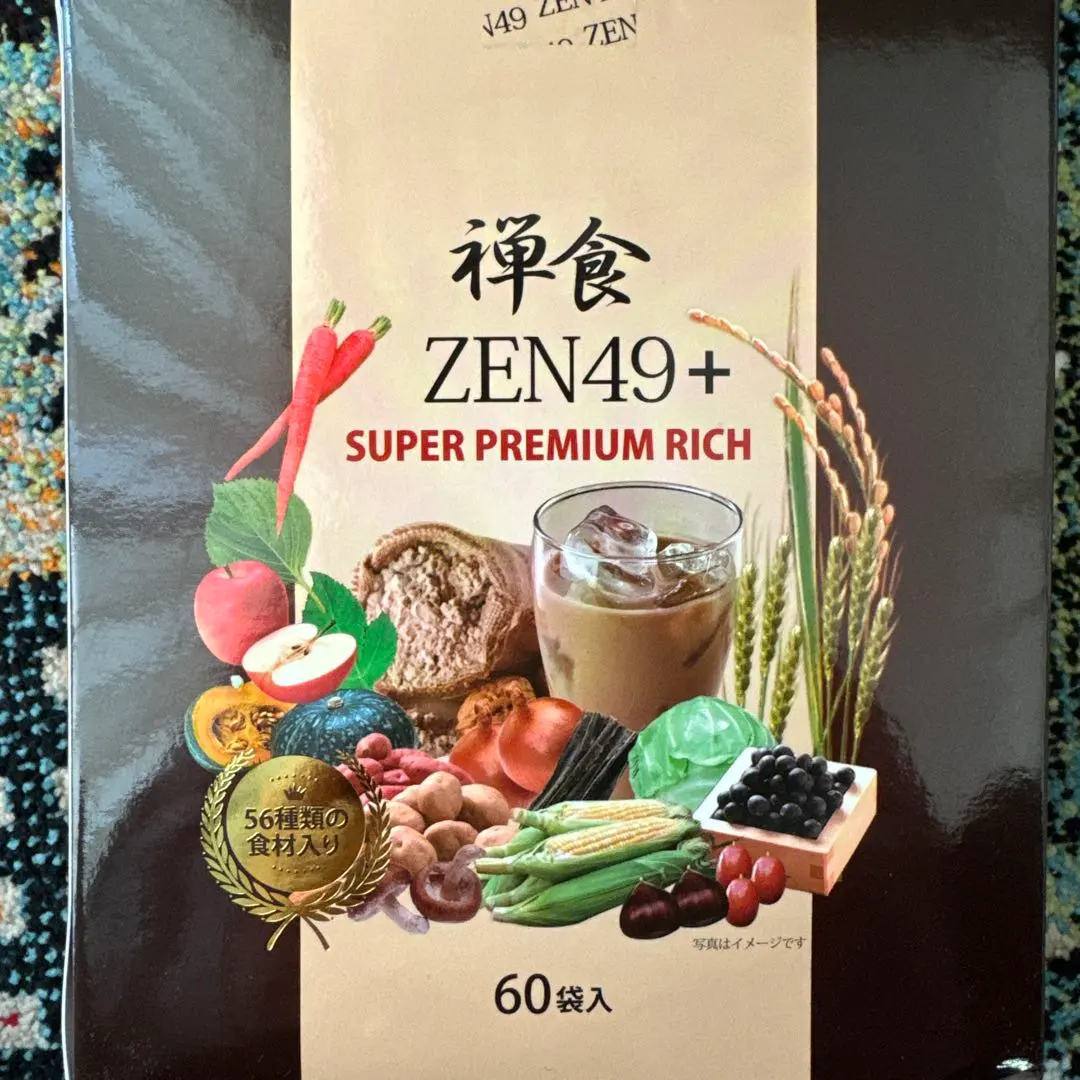 禅食
ZEN49+
SUPER PREMIUM RICH
56種類の
食材入り
写真はイメージです
60袋入